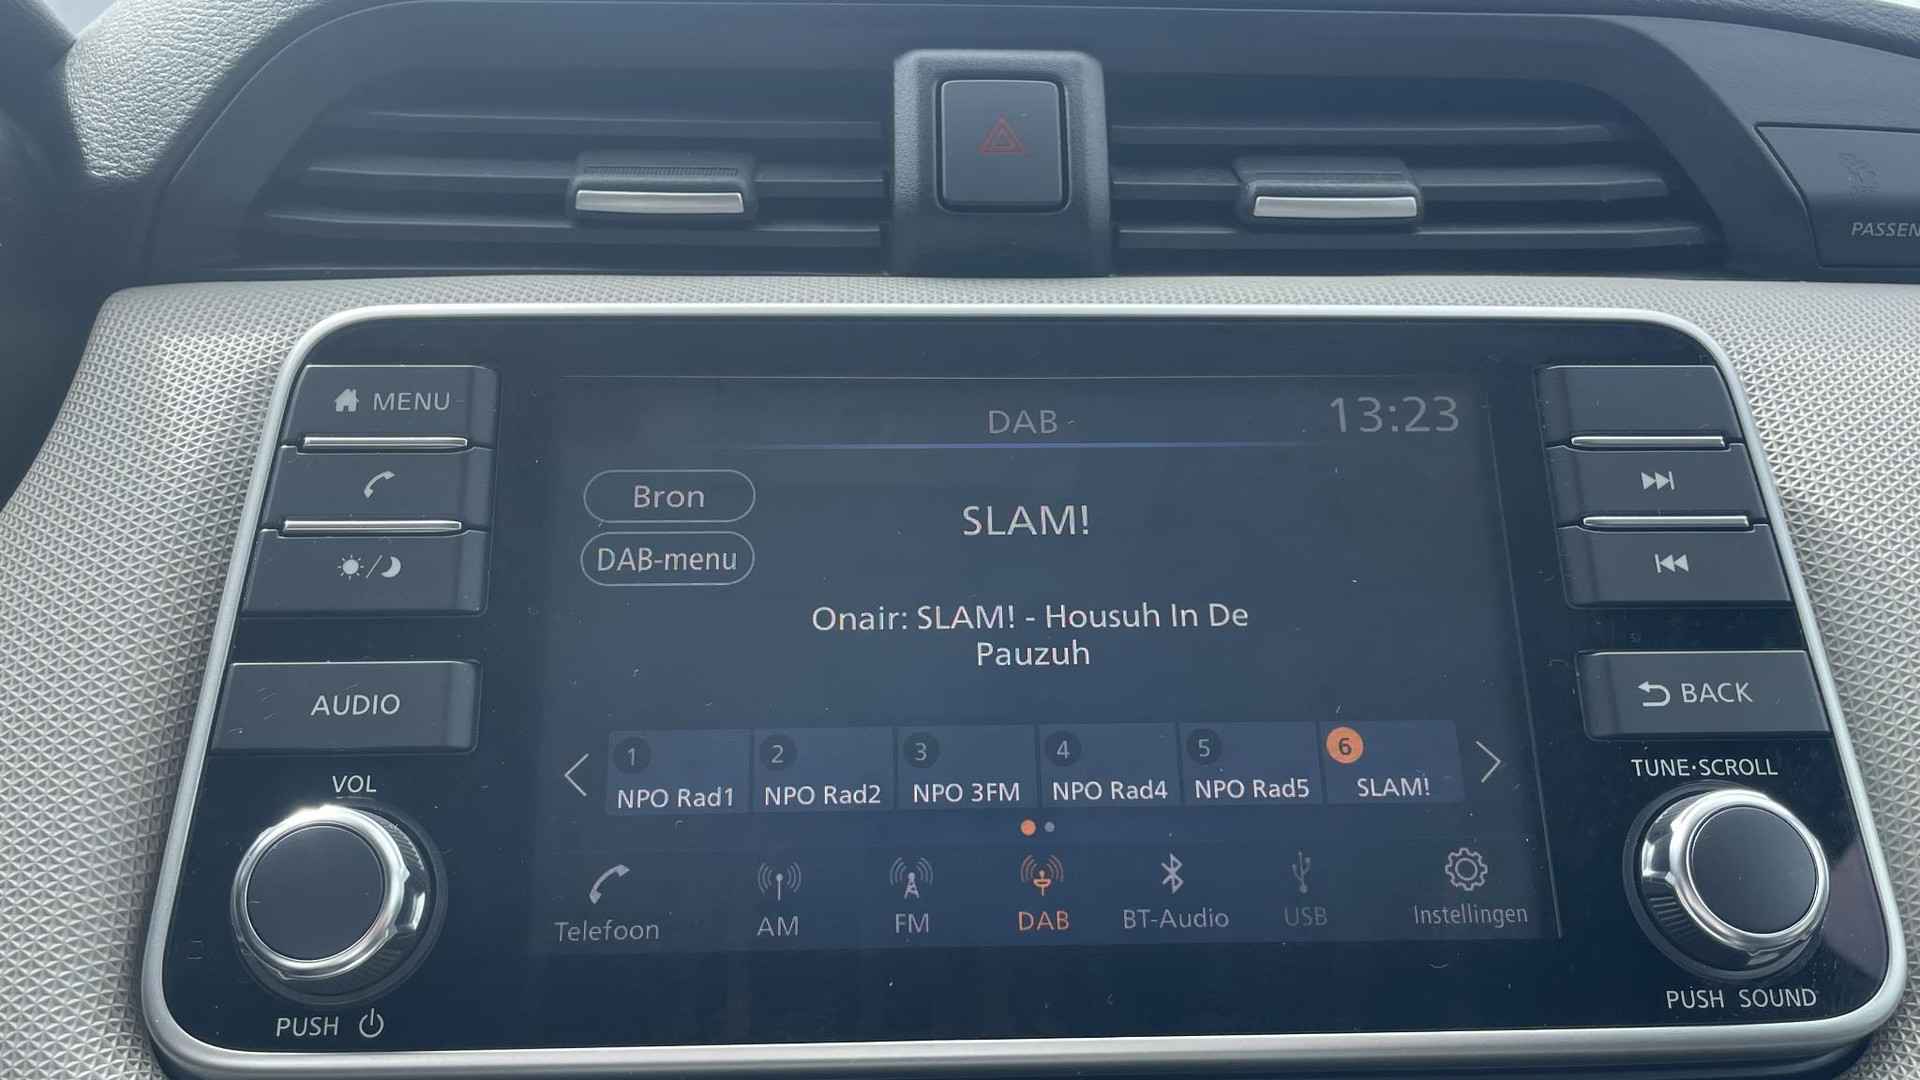 PASSEN
MENU
DAB
13:23
Bron
SLAM!
DAB-menu
Onair: SLAM! - Housuh In De
Pauzuh
AUDIO
BACK
VOL
TUNE·SCROLL
1
2
3
4
5
6
NPO Rad1
NPO Rad2
NPO 3FM
NPO Rad4
NPO Rad5
SLAM!
Telefoon
AM
FM
DAB
BT-Audio
USB
Instellingen
PUSH
PUSH SOUND